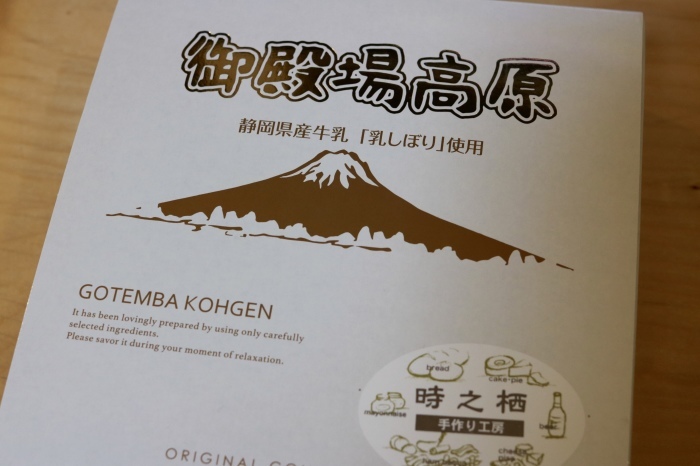 御殿場高原
静岡県産牛乳「乳しぼり」使用
GOTEMBA KOHGEN
It has been lovingly prepared by using only carefully
selected ingredients.
Please savor it during your moment of relaxation.
bread
cake·pie
mayonnaise
時之栖
手作り工房
ORIGINAL